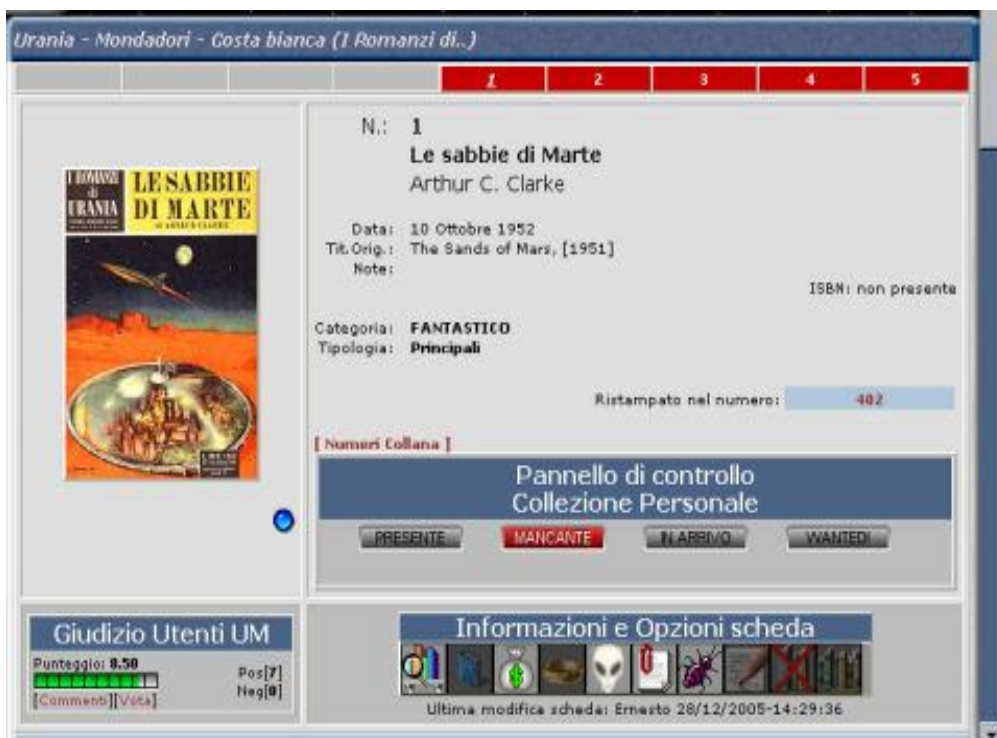 Urania - Mondadori - Costa bianca (I Romanzi di..)
1 2 3 4 5
N.: 1
Le sabbie di Marte
Arthur C. Clarke
Data: 10 Ottobre 1952
Tit.Orig.: The Sands of Mars, [1951]
Note:
ISBN: non presente
Categoria: FANTASTICO
Tipologia: Principali
Ristampato nel numero: 402
[ Numeri Collana ]
I ROMANZI
di
URANIA
LE SABBIE
DI MARTE
Pannello di controllo
Collezione Personale
PRESENTE MANCANTE IN ARRIVO WANTED!
Giudizio Utenti UM
Punteggio: 8.50
Pos[7]
Neg[0]
[Commenti][Vota]
Informazioni e Opzioni scheda
Ultima modifica scheda: Ernesto 28/12/2005-14:29:36